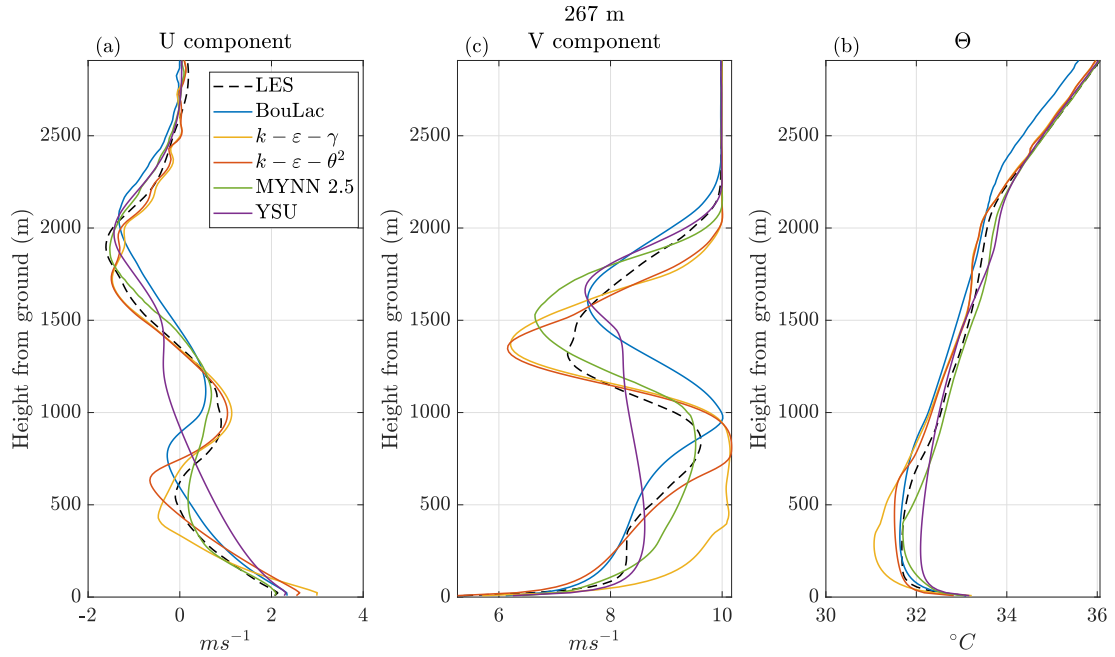 267 m
(a) U component
(c) V component
(b) Θ
LES
BouLac
k − ε − γ
k − ε − θ²
MYNN 2.5
YSU
Height from ground (m)
0
500
1000
1500
2000
2500
-2 0 2 4
ms⁻¹
Height from ground (m)
0
500
1000
1500
2000
2500
6 8 10
ms⁻¹
Height from ground (m)
0
500
1000
1500
2000
2500
30 32 34 36
°C